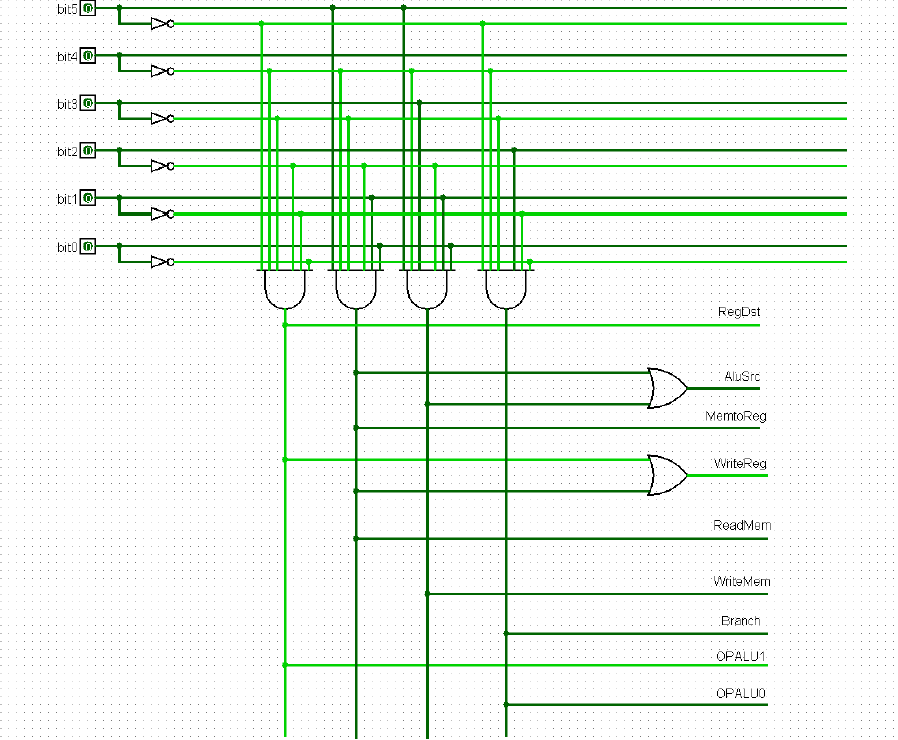 bit5 0
bit4 0
bit3 0
bit2 0
bit1 0
bit0 0
RegDst
AluSrc
MemtoReg
WriteReg
ReadMem
WriteMem
Branch
OPALU1
OPALU0